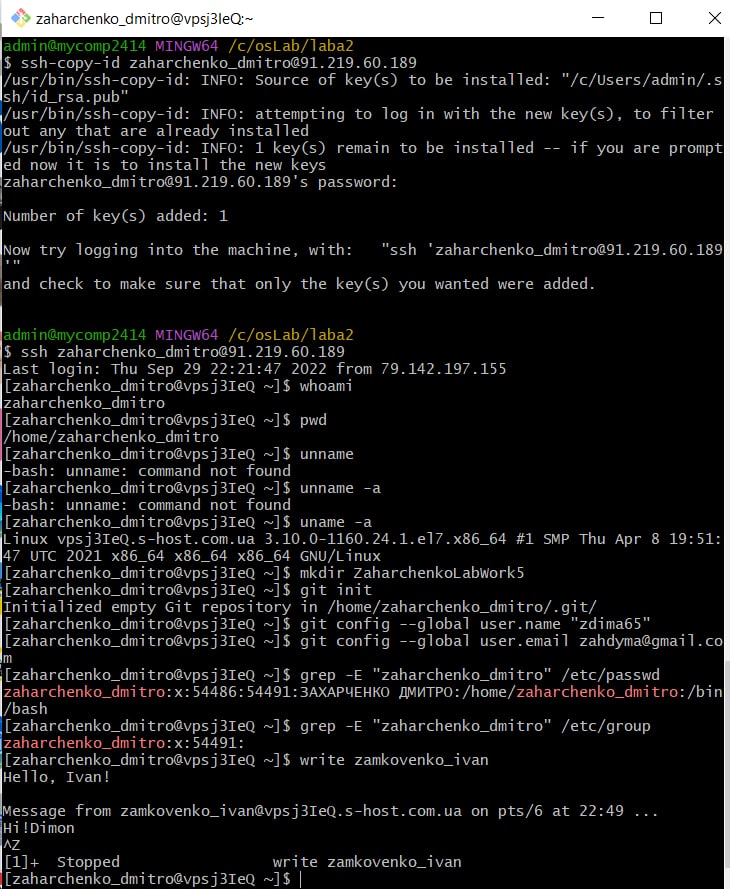 zaharchenko_dmitro@vpsj3IeQ:~
admin@mycomp2414 MINGW64 /c/osLab/laba2
$ ssh-copy-id zaharchenko_dmitro@91.219.60.189
/usr/bin/ssh-copy-id: INFO: Source of key(s) to be installed: "/c/Users/admin/.s
sh/id_rsa.pub"
/usr/bin/ssh-copy-id: INFO: attempting to log in with the new key(s), to filter
out any that are already installed
/usr/bin/ssh-copy-id: INFO: 1 key(s) remain to be installed -- if you are prompt
ed now it is to install the new keys
zaharchenko_dmitro@91.219.60.189's password:
Number of key(s) added: 1
Now try logging into the machine, with:   "ssh 'zaharchenko_dmitro@91.219.60.189
'"
and check to make sure that only the key(s) you wanted were added.
admin@mycomp2414 MINGW64 /c/osLab/laba2
$ ssh zaharchenko_dmitro@91.219.60.189
Last login: Thu Sep 29 22:21:47 2022 from 79.142.197.155
[zaharchenko_dmitro@vpsj3IeQ ~]$ whoami
zaharchenko_dmitro
[zaharchenko_dmitro@vpsj3IeQ ~]$ pwd
/home/zaharchenko_dmitro
[zaharchenko_dmitro@vpsj3IeQ ~]$ unname
-bash: unname: command not found
[zaharchenko_dmitro@vpsj3IeQ ~]$ unname -a
-bash: unname: command not found
[zaharchenko_dmitro@vpsj3IeQ ~]$ uname -a
Linux vpsj3IeQ.s-host.com.ua 3.10.0-1160.24.1.el7.x86_64 #1 SMP Thu Apr 8 19:51:
47 UTC 2021 x86_64 x86_64 x86_64 GNU/Linux
[zaharchenko_dmitro@vpsj3IeQ ~]$ mkdir ZaharchenkoLabWork5
[zaharchenko_dmitro@vpsj3IeQ ~]$ git init
Initialized empty Git repository in /home/zaharchenko_dmitro/.git/
[zaharchenko_dmitro@vpsj3IeQ ~]$ git config --global user.name "zdima65"
[zaharchenko_dmitro@vpsj3IeQ ~]$ git config --global user.email zahdyma@gmail.co
m
[zaharchenko_dmitro@vpsj3IeQ ~]$ grep -E "zaharchenko_dmitro" /etc/passwd
zaharchenko_dmitro:x:54486:54491:ЗАХАРЧЕНКО ДМИТРО:/home/zaharchenko_dmitro:/bin
/bash
[zaharchenko_dmitro@vpsj3IeQ ~]$ grep -E "zaharchenko_dmitro" /etc/group
zaharchenko_dmitro:x:54491:
[zaharchenko_dmitro@vpsj3IeQ ~]$ write zamkovenko_ivan
Hello, Ivan!
Message from zamkovenko_ivan@vpsj3IeQ.s-host.com.ua on pts/6 at 22:49 ...
Hi!Dimon
^Z
[1]+  Stopped                 write zamkovenko_ivan
[zaharchenko_dmitro@vpsj3IeQ ~]$